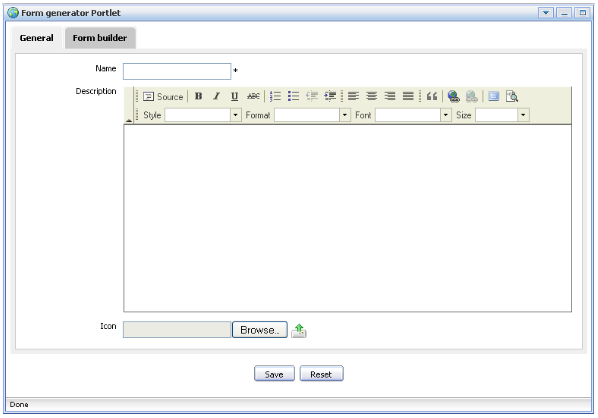 Form generator Portlet
General Form builder
Name *
Description
Source B I U ABC
Style Format Font Size
Icon Browse..
Save Reset
Done